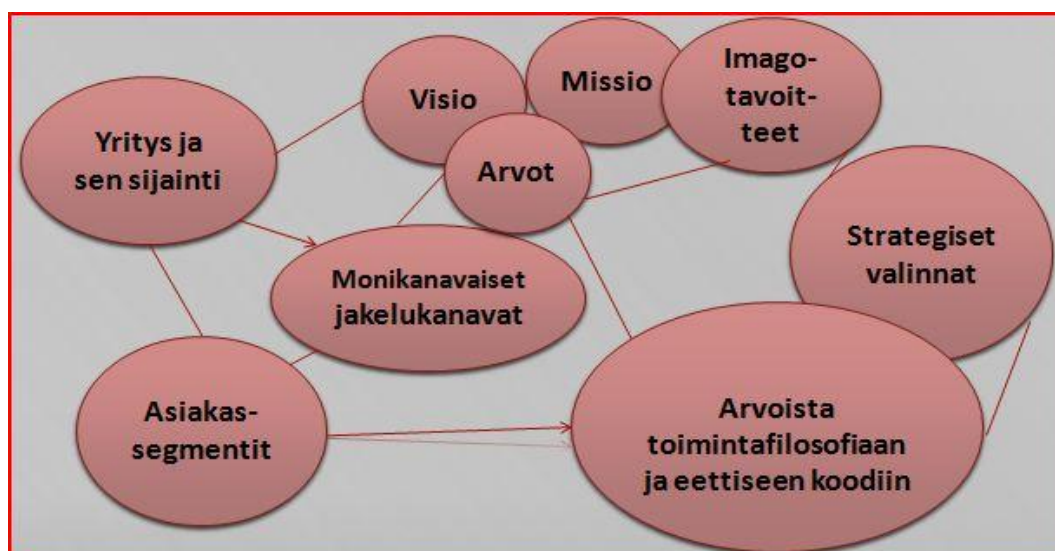 Yritys ja
sen sijainti
Visio
Missio
Imago-
tavoit-
teet
Arvot
Strategiset
valinnat
Monikanavaiset
jakelukanavat
Asiakas-
segmentit
Arvoista
toimintafilosofiaan
ja eettiseen koodiin